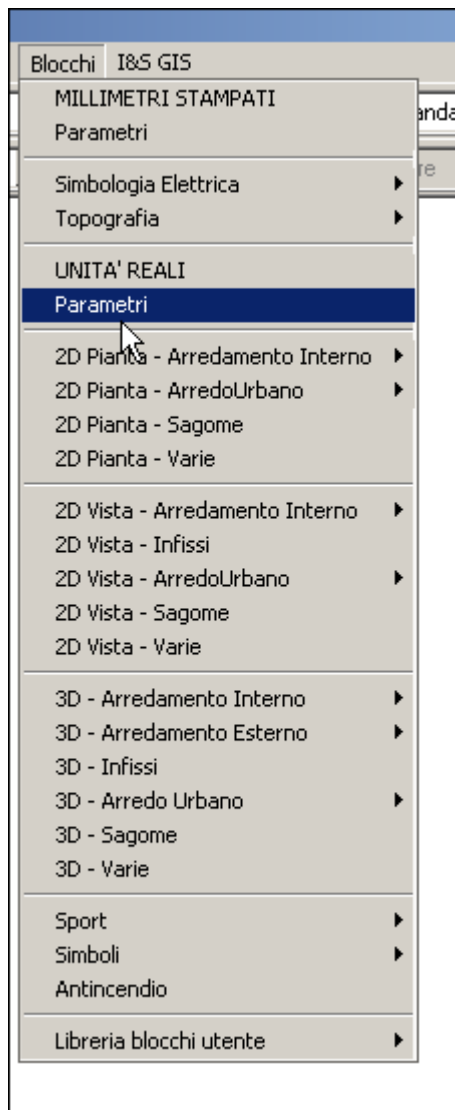 Blocchi I&S GIS
MILLIMETRI STAMPATI
Parametri
Simbologia Elettrica
Topografia
UNITA' REALI
Parametri
2D Pianta - Arredamento Interno
2D Pianta - ArredoUrbano
2D Pianta - Sagome
2D Pianta - Varie
2D Vista - Arredamento Interno
2D Vista - Infissi
2D Vista - ArredoUrbano
2D Vista - Sagome
2D Vista - Varie
3D - Arredamento Interno
3D - Arredamento Esterno
3D - Infissi
3D - Arredo Urbano
3D - Sagome
3D - Varie
Sport
Simboli
Antincendio
Libreria blocchi utente